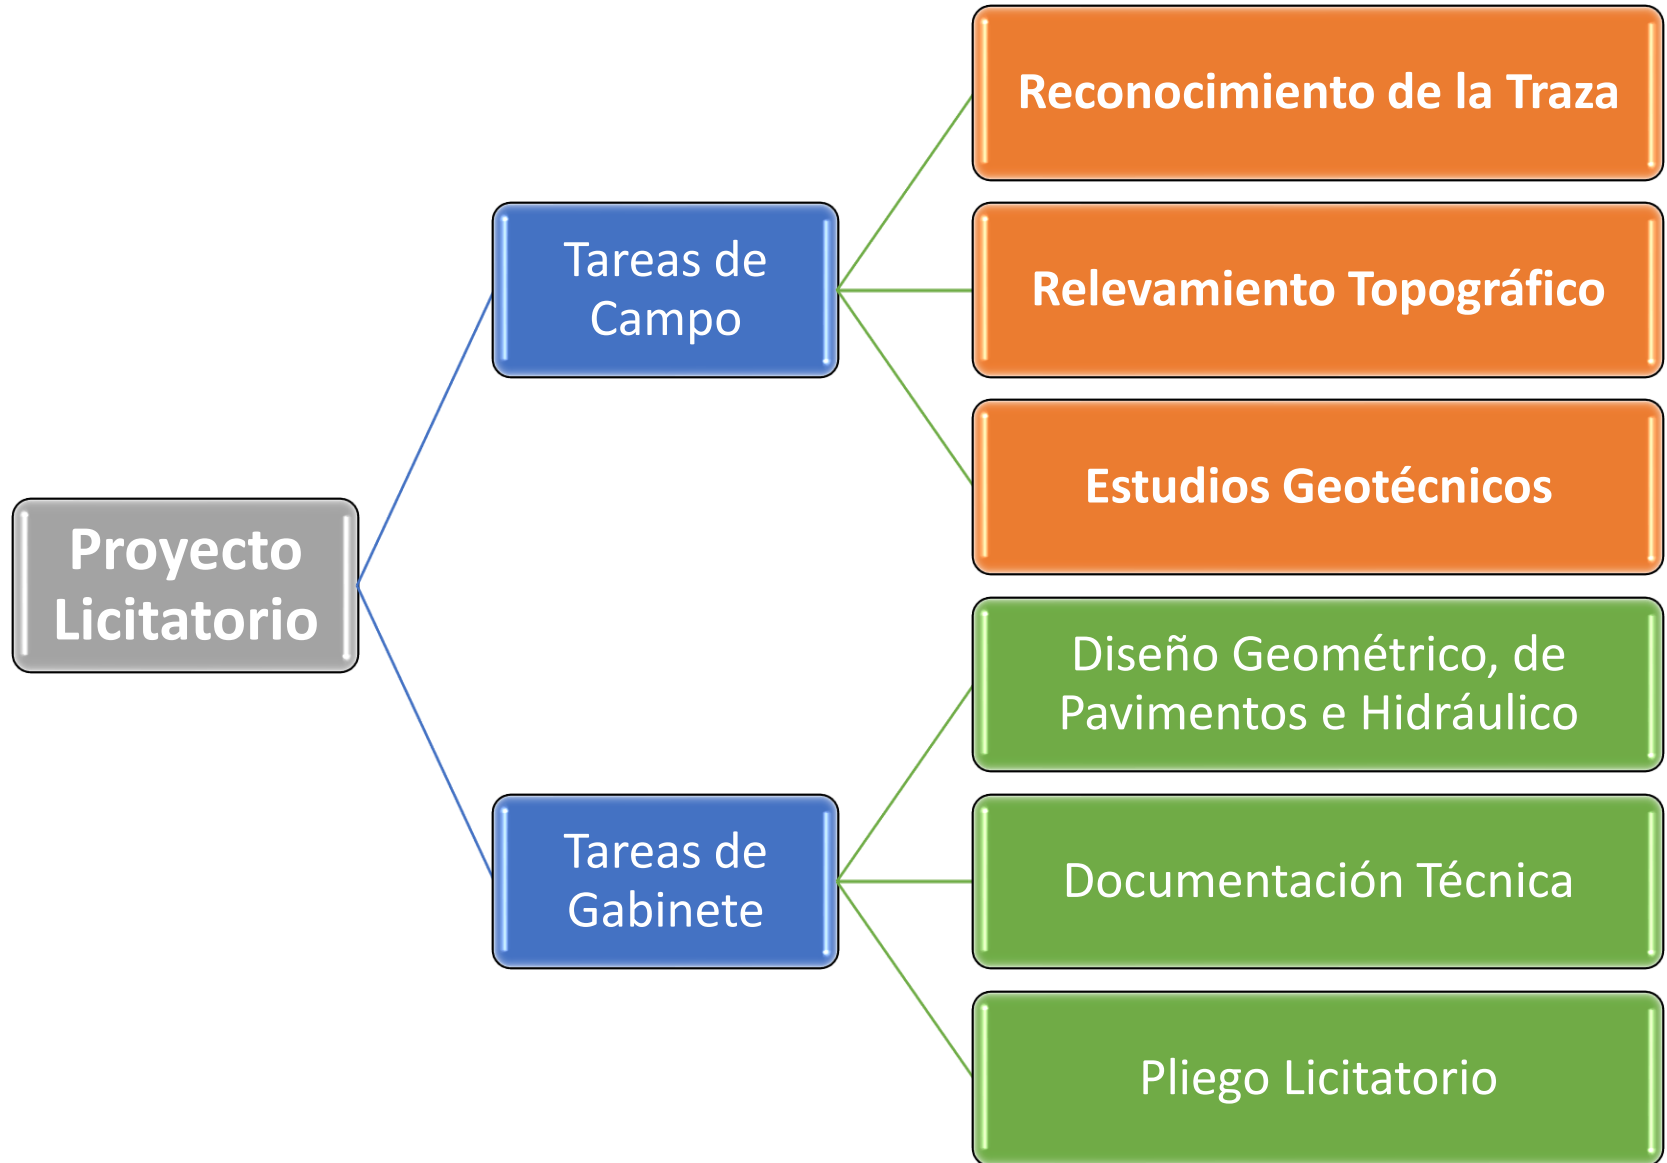 Reconocimiento de la Traza
Tareas de
Campo
Relevamiento Topográfico
Estudios Geotécnicos
Proyecto
Licitatorio
Diseño Geométrico, de
Pavimentos e Hidráulico
Tareas de
Gabinete
Documentación Técnica
Pliego Licitatorio